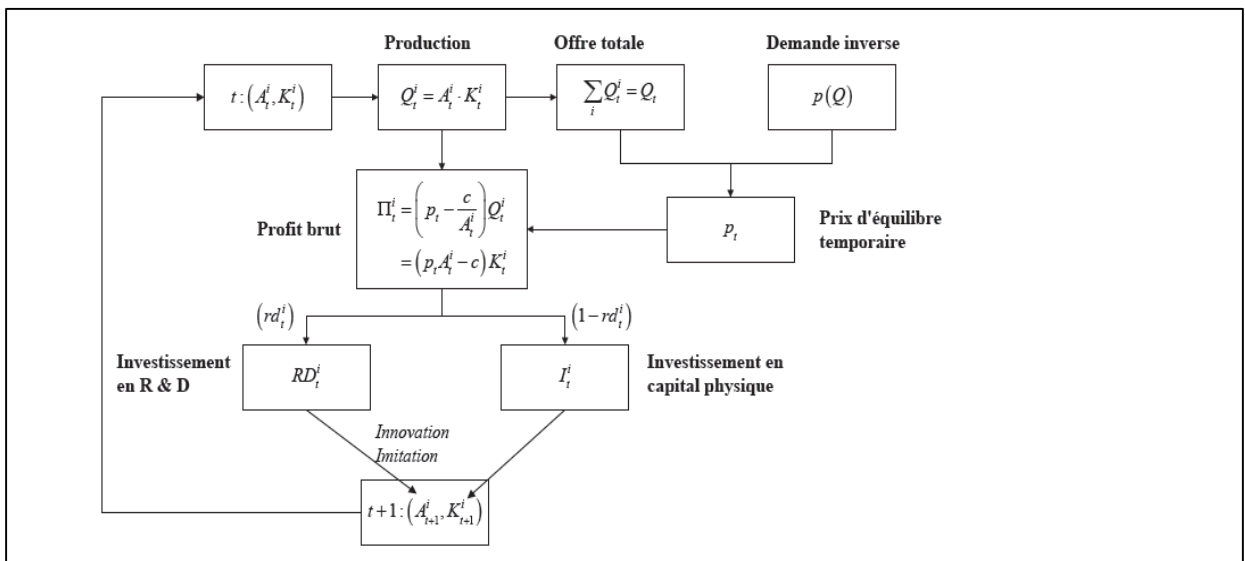 Production
Offre totale
Demande inverse
t : (A_t^i, K_t^i)
Q_t^i = A_t^i · K_t^i
∑_i Q_t^i = Q_t
p(Q)
Profit brut
Π_t^i = (p_t − c/A_t^i) Q_t^i
= (p_t A_t^i − c) K_t^i
p_t
Prix d'équilibre
temporaire
(rd_t^i)
(1 − rd_t^i)
Investissement
en R & D
RD_t^i
I_t^i
Investissement en
capital physique
Innovation
Imitation
t+1 : (A_{t+1}^i, K_{t+1}^i)